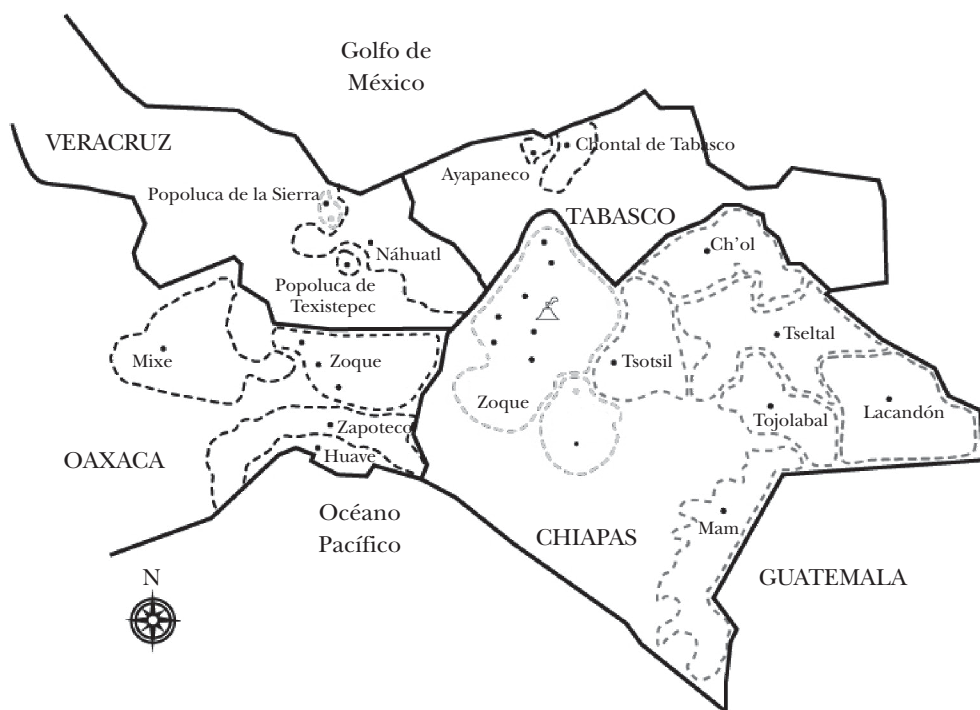 Golfo de
México
VERACRUZ
Chontal de Tabasco
Ayapaneco
Popoluca de la Sierra
TABASCO
Náhuatl
Ch’ol
Popoluca de
Texistepec
Tseltal
Mixe
Zoque
Tsotsil
Zoque
Lacandón
Tojolabal
Zapoteco
Huave
OAXACA
Océano
Pacífico
Mam
CHIAPAS
GUATEMALA
N